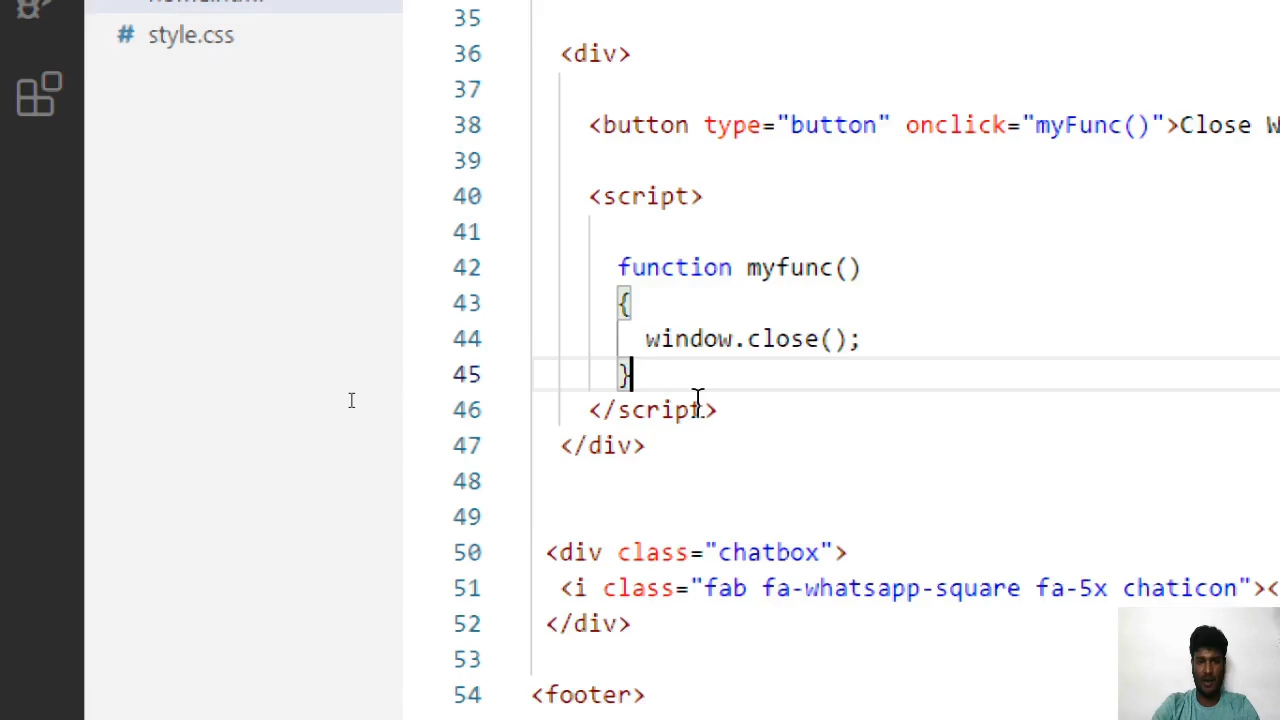 style.css
35
36 <div>
37
38 <button type="button" onclick="myFunc()">Close
39
40 <script>
41
42 function myfunc()
43 {
44 window.close();
45 }
46 </script>
47 </div>
48
49
50 <div class="chatbox">
51 <i class="fab fa-whatsapp-square fa-5x chaticon"><
52 </div>
53
54 <footer>